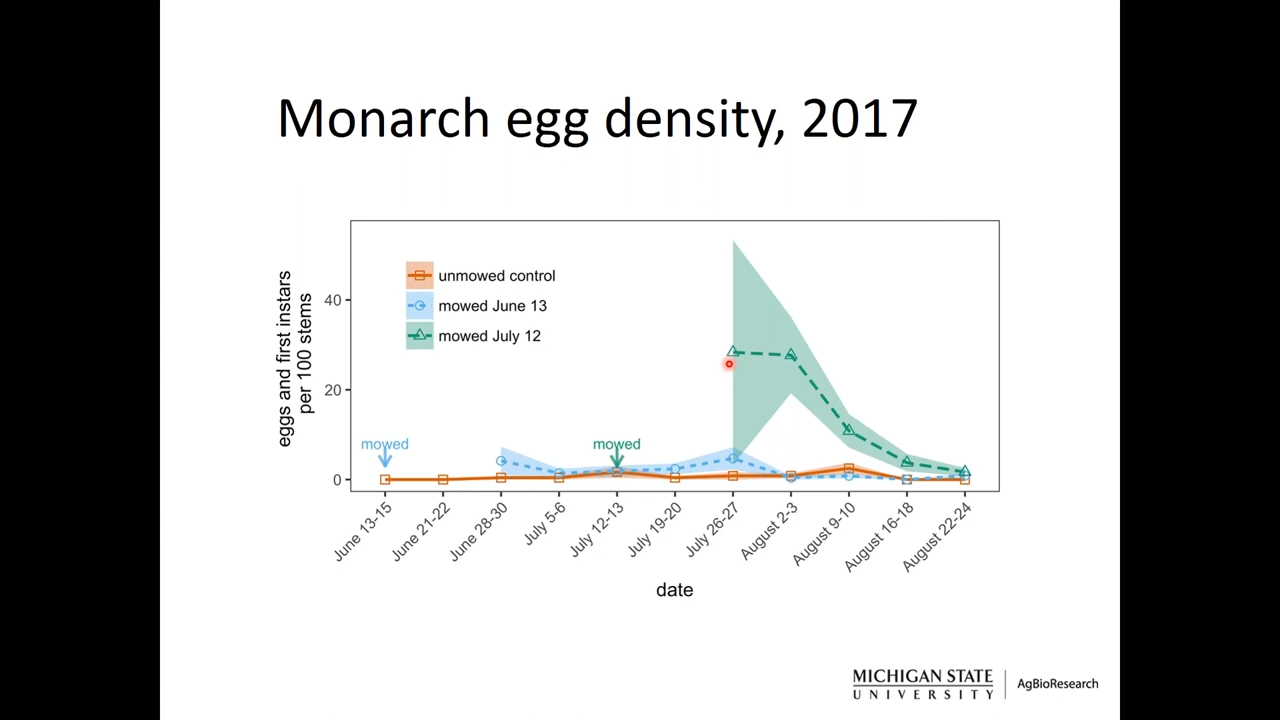 Monarch egg density, 2017
eggs and first instars
per 100 stems
40
20
0
unmowed control
mowed June 13
mowed July 12
mowed
mowed
June 13-15
June 21-22
June 28-30
July 5-6
July 12-13
July 19-20
July 26-27
August 2-3
August 9-10
August 16-18
August 22-24
date
MICHIGAN STATE
UNIVERSITY
AgBioResearch